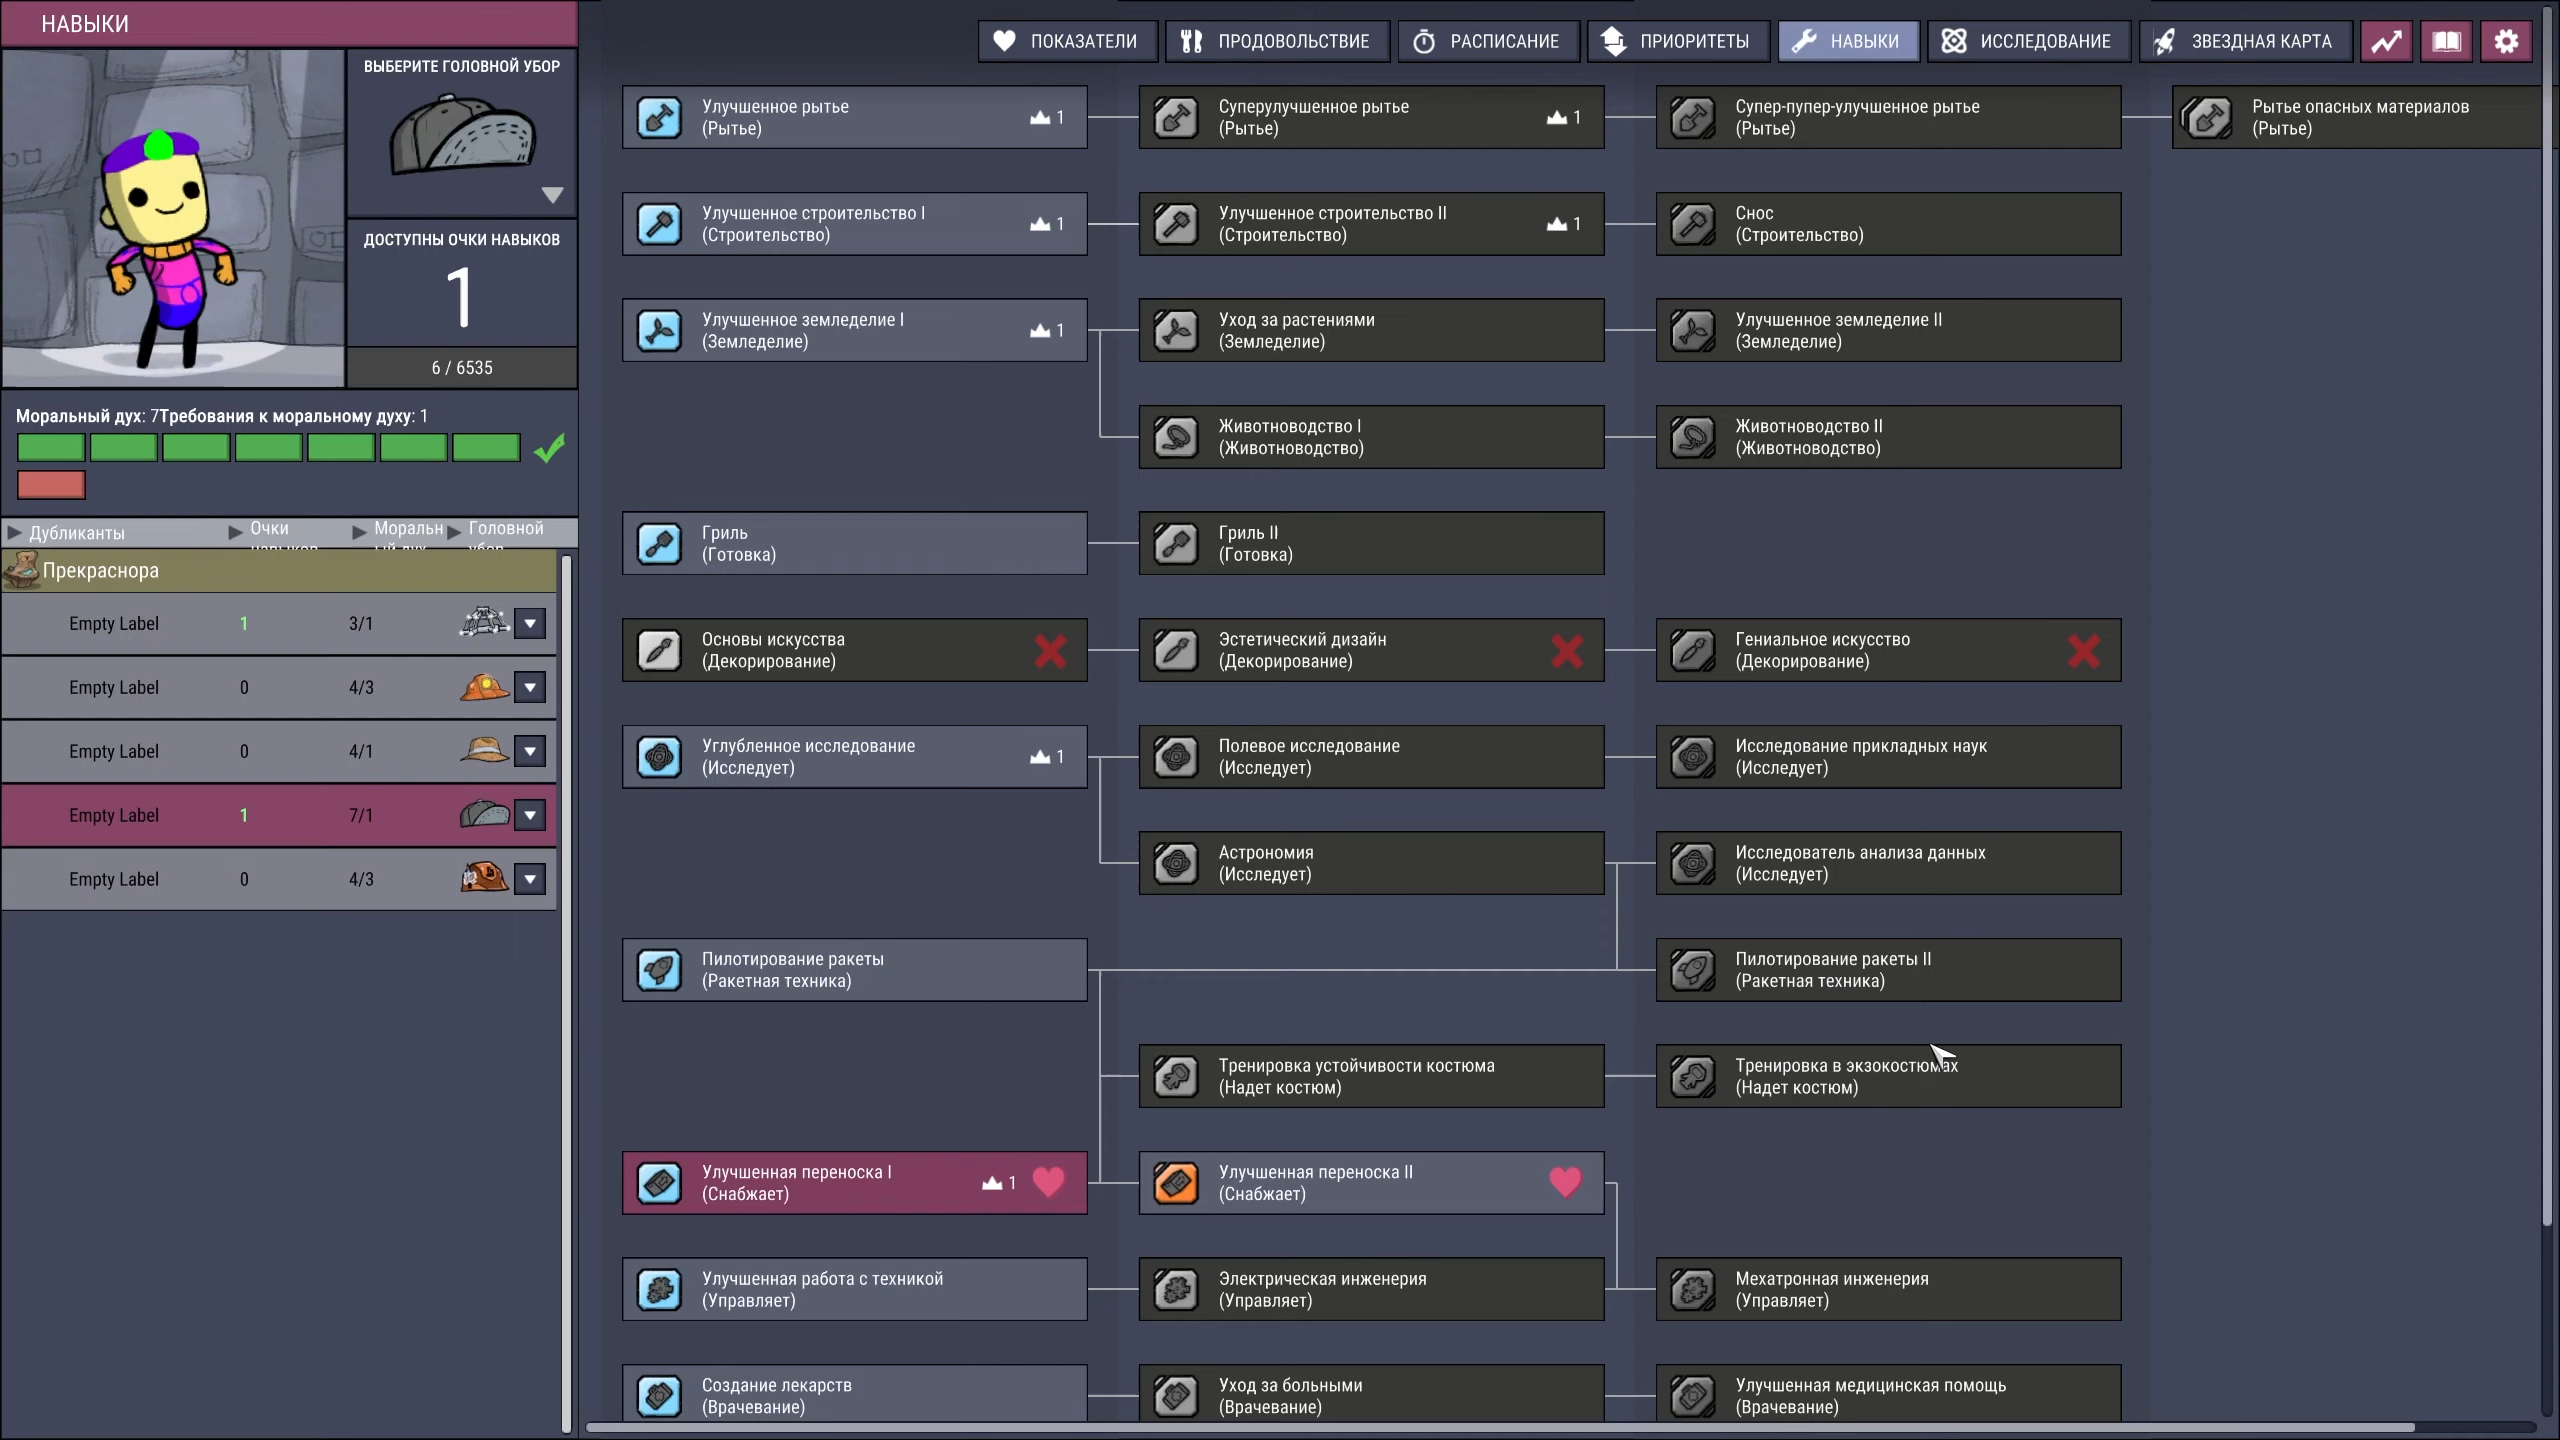 НАВЫКИ
ПОКАЗАТЕЛИ
ПРОДОВОЛЬСТВИЕ
РАСПИСАНИЕ
ПРИОРИТЕТЫ
НАВЫКИ
ИССЛЕДОВАНИЕ
ЗВЕЗДНАЯ КАРТА
ВЫБЕРИТЕ ГОЛОВНОЙ УБОР
ДОСТУПНЫ ОЧКИ НАВЫКОВ
1
6 / 6535
Моральный дух: 7Требования к моральному духу: 1
Дубликанты
Очки
навыков
Моральн
ый дух
Головной
убор
Прекраснора
Empty Label 1 3/1
Empty Label 0 4/3
Empty Label 0 4/1
Empty Label 1 7/1
Empty Label 0 4/3
Улучшенное рытье
(Рытье)
1
Суперулучшенное рытье
(Рытье)
1
Супер-пупер-улучшенное рытье
(Рытье)
Рытье опасных материалов
(Рытье)
Улучшенное строительство I
(Строительство)
1
Улучшенное строительство II
(Строительство)
1
Снос
(Строительство)
Улучшенное земледелие I
(Земледелие)
1
Уход за растениями
(Земледелие)
Улучшенное земледелие II
(Земледелие)
Животноводство I
(Животноводство)
Животноводство II
(Животноводство)
Гриль
(Готовка)
Гриль II
(Готовка)
Основы искусства
(Декорирование)
Эстетический дизайн
(Декорирование)
Гениальное искусство
(Декорирование)
Углубленное исследование
(Исследует)
1
Полевое исследование
(Исследует)
Исследование прикладных наук
(Исследует)
Астрономия
(Исследует)
Исследователь анализа данных
(Исследует)
Пилотирование ракеты
(Ракетная техника)
Пилотирование ракеты II
(Ракетная техника)
Тренировка устойчивости костюма
(Надет костюм)
Тренировка в экзокостюмах
(Надет костюм)
Улучшенная переноска I
(Снабжает)
1
Улучшенная переноска II
(Снабжает)
Улучшенная работа с техникой
(Управляет)
Электрическая инженерия
(Управляет)
Мехатронная инженерия
(Управляет)
Создание лекарств
(Врачевание)
Уход за больными
(Врачевание)
Улучшенная медицинская помощь
(Врачевание)